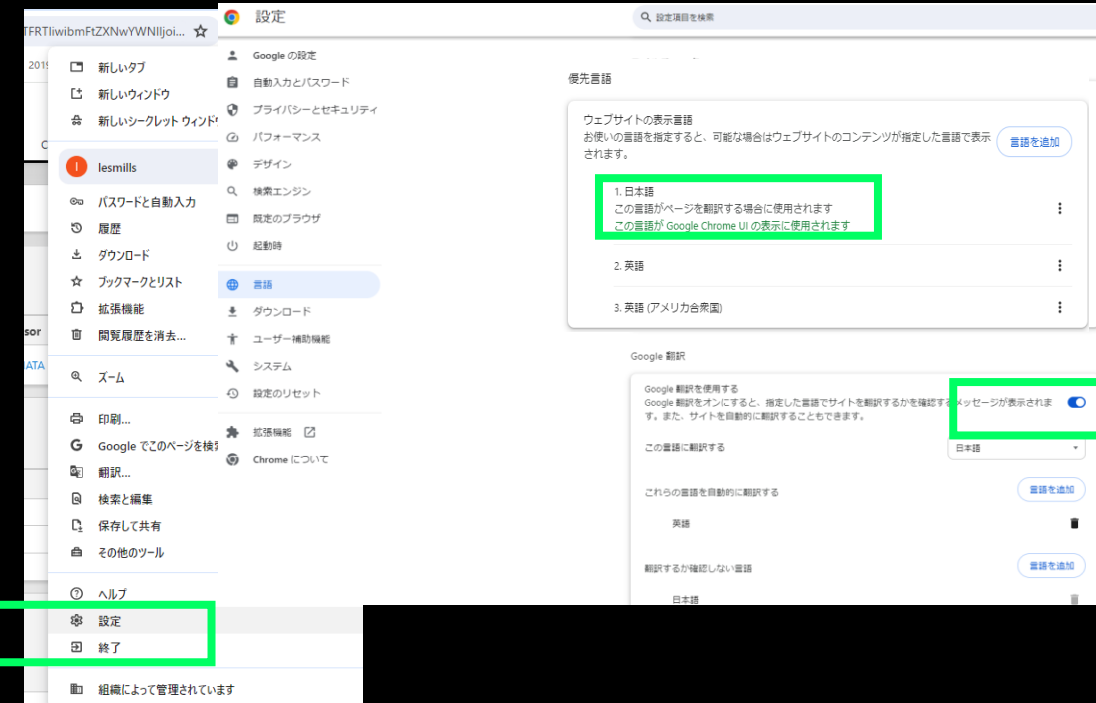 TFRTIiwibmFtZXNwYWNlIjoi...
2019
新しいタブ
新しいウィンドウ
新しいシークレット ウィンドウ
lesmills
パスワードと自動入力
履歴
ダウンロード
ブックマークとリスト
拡張機能
閲覧履歴を消去...
sor
IATA
ズーム
印刷...
Google でこのページを検索
翻訳...
検索と編集
保存して共有
その他のツール
ヘルプ
設定
終了
組織によって管理されています
設定
設定項目を検索
Google の設定
自動入力とパスワード
プライバシーとセキュリティ
パフォーマンス
デザイン
検索エンジン
既定のブラウザ
起動時
言語
ダウンロード
ユーザー補助機能
システム
設定のリセット
拡張機能
Chrome について
優先言語
ウェブサイトの表示言語
お使いの言語を指定すると、可能な場合はウェブサイトのコンテンツが指定した言語で表示
されます。
言語を追加
1. 日本語
この言語がページを翻訳する場合に使用されます
この言語が Google Chrome UI の表示に使用されます
2. 英語
3. 英語 (アメリカ合衆国)
Google 翻訳
Google 翻訳を使用する
Google 翻訳をオンにすると、指定した言語でサイトを翻訳するかを確認するメッセージが表示されま
す。また、サイトを自動的に翻訳することもできます。
この言語に翻訳する
日本語
これらの言語を自動的に翻訳する
言語を追加
英語
翻訳するか確認しない言語
言語を追加
日本語